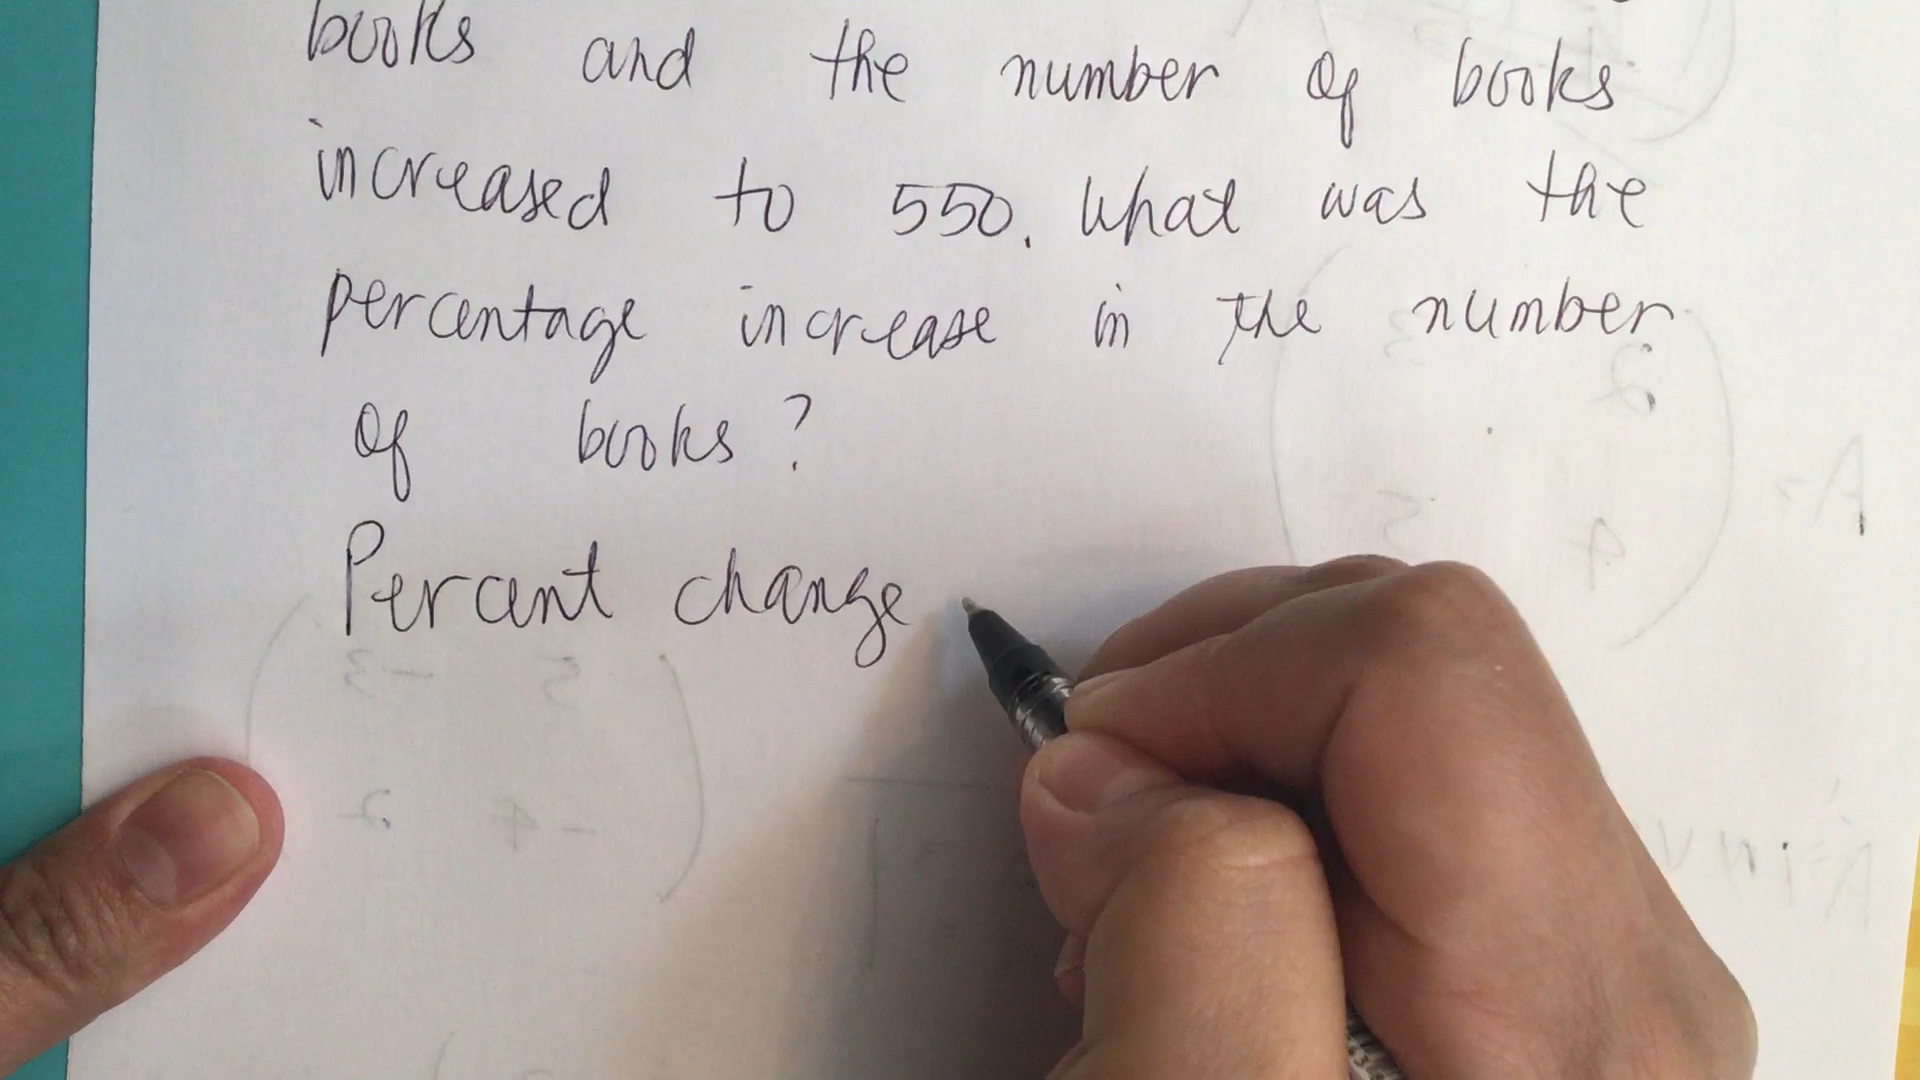 books and the number of books
increased to 550. What was the
percentage increase in the number
of books?
Percent change